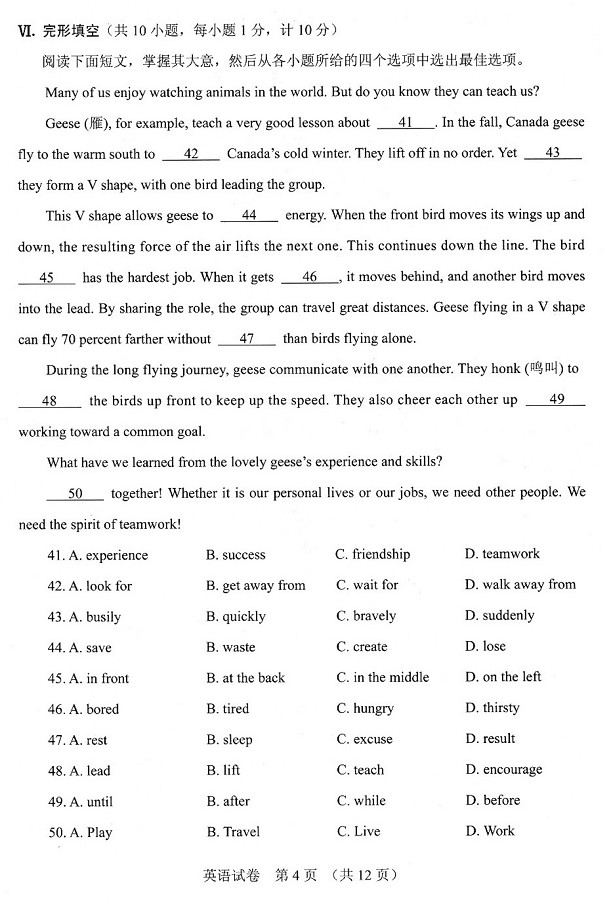 Ⅵ. 完形填空（共 10 小题，每小题 1 分，计 10 分）
阅读下面短文，掌握其大意，然后从各小题所给的四个选项中选出最佳选项。
Many of us enjoy watching animals in the world. But do you know they can teach us?
Geese (雁), for example, teach a very good lesson about 41 . In the fall, Canada geese
fly to the warm south to 42 Canada's cold winter. They lift off in no order. Yet 43
they form a V shape, with one bird leading the group.
This V shape allows geese to 44 energy. When the front bird moves its wings up and
down, the resulting force of the air lifts the next one. This continues down the line. The bird
45 has the hardest job. When it gets 46 , it moves behind, and another bird moves
into the lead. By sharing the role, the group can travel great distances. Geese flying in a V shape
can fly 70 percent farther without 47 than birds flying alone.
During the long flying journey, geese communicate with one another. They honk (鸣叫) to
48 the birds up front to keep up the speed. They also cheer each other up 49
working toward a common goal.
What have we learned from the lovely geese's experience and skills?
50 together! Whether it is our personal lives or our jobs, we need other people. We
need the spirit of teamwork!
41. A. experience B. success C. friendship D. teamwork
42. A. look for B. get away from C. wait for D. walk away from
43. A. busily B. quickly C. bravely D. suddenly
44. A. save B. waste C. create D. lose
45. A. in front B. at the back C. in the middle D. on the left
46. A. bored B. tired C. hungry D. thirsty
47. A. rest B. sleep C. excuse D. result
48. A. lead B. lift C. teach D. encourage
49. A. until B. after C. while D. before
50. A. Play B. Travel C. Live D. Work
英语试卷 第 4 页 （共 12 页）